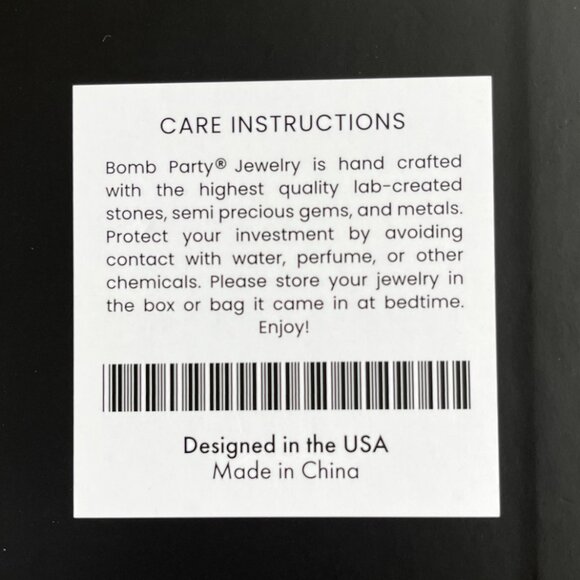 CARE INSTRUCTIONS
Bomb Party® Jewelry is hand crafted
with the highest quality lab-created
stones, semi precious gems, and metals.
Protect your investment by avoiding
contact with water, perfume, or other
chemicals. Please store your jewelry in
the box or bag it came in at bedtime.
Enjoy!
Designed in the USA
Made in China